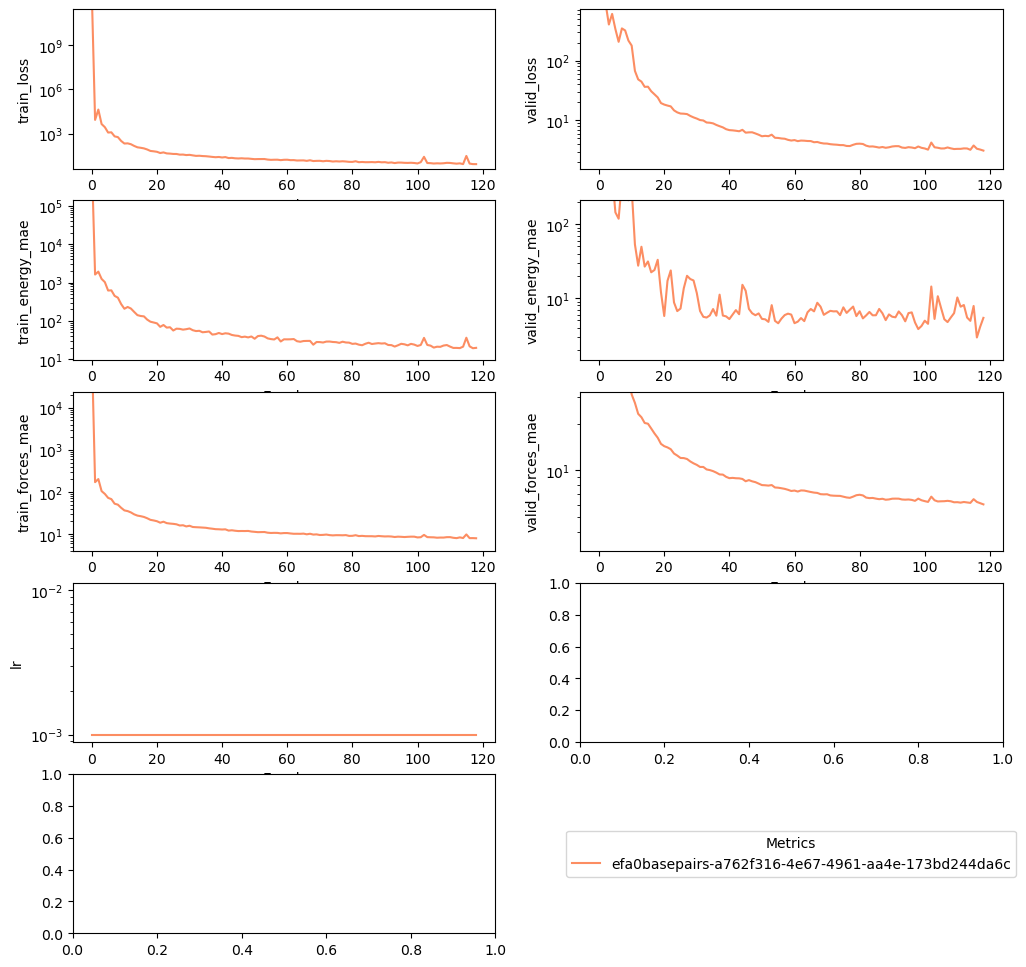 train_loss
10^9
10^6
10^3
0 20 40 60 80 100 120
valid_loss
10^2
10^1
0 20 40 60 80 100 120
train_energy_mae
10^5
10^4
10^3
10^2
10^1
0 20 40 60 80 100 120
valid_energy_mae
10^2
10^1
0 20 40 60 80 100 120
train_forces_mae
10^4
10^3
10^2
10^1
0 20 40 60 80 100 120
valid_forces_mae
10^1
0 20 40 60 80 100 120
lr
10^-2
10^-3
0 20 40 60 80 100 120
1.0
0.8
0.6
0.4
0.2
0.0
0.0 0.2 0.4 0.6 0.8 1.0
1.0
0.8
0.6
0.4
0.2
0.0
0.0 0.2 0.4 0.6 0.8 1.0
Metrics
efa0basepairs-a762f316-4e67-4961-aa4e-173bd244da6c